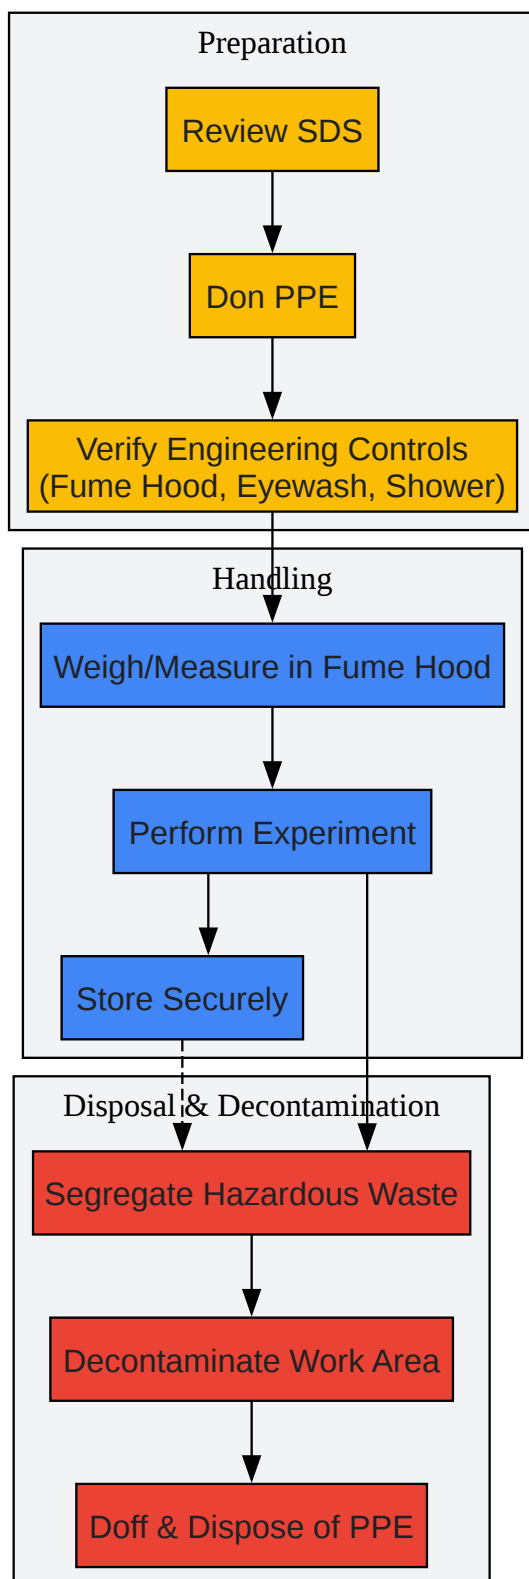 Preparation
Review SDS
Don PPE
Verify Engineering Controls
(Fume Hood, Eyewash, Shower)
Handling
Weigh/Measure in Fume Hood
Perform Experiment
Store Securely
Disposal & Decontamination
Segregate Hazardous Waste
Decontaminate Work Area
Doff & Dispose of PPE